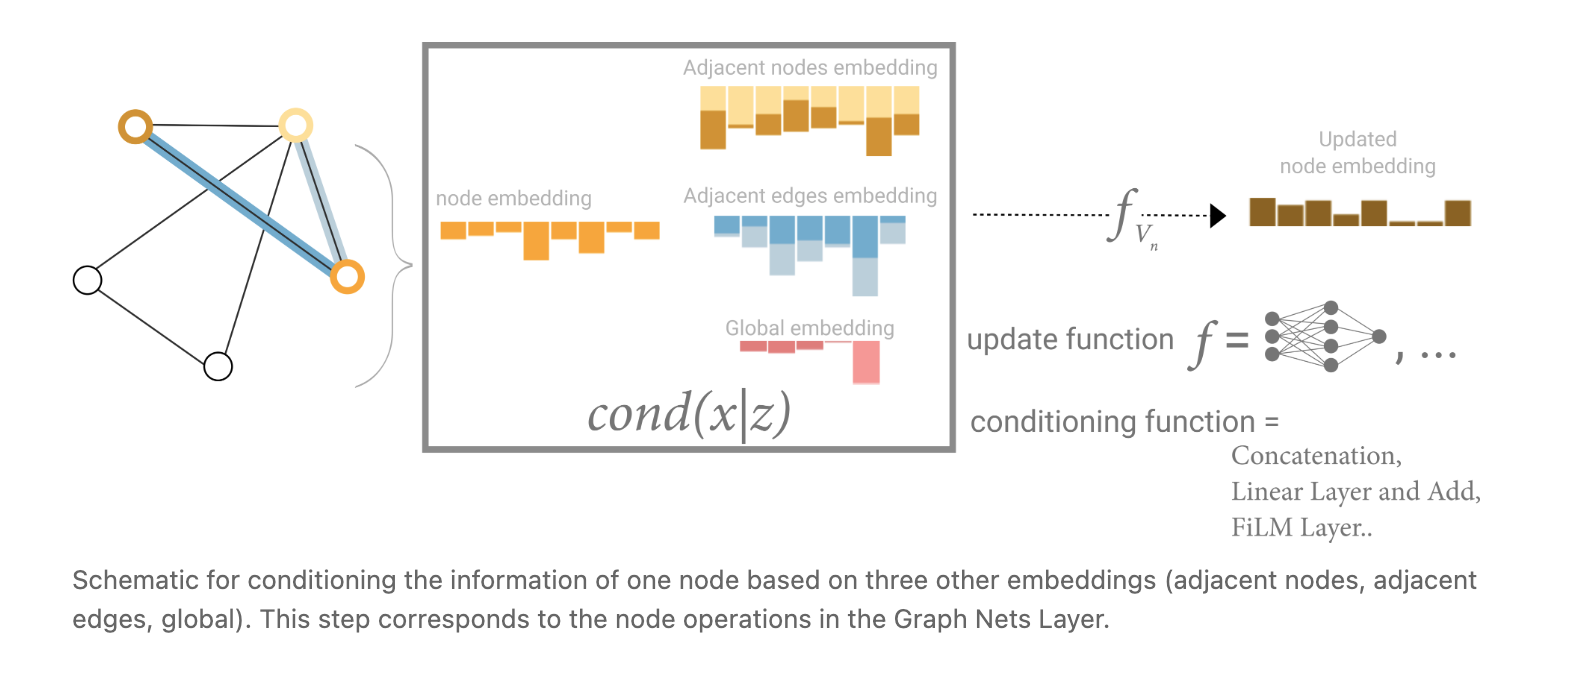 Adjacent nodes embedding
node embedding
Adjacent edges embedding
Global embedding
cond(x|z)
f Vn
Updated
node embedding
update function f = , ...
conditioning function =
Concatenation,
Linear Layer and Add,
FiLM Layer..
Schematic for conditioning the information of one node based on three other embeddings (adjacent nodes, adjacent
edges, global). This step corresponds to the node operations in the Graph Nets Layer.